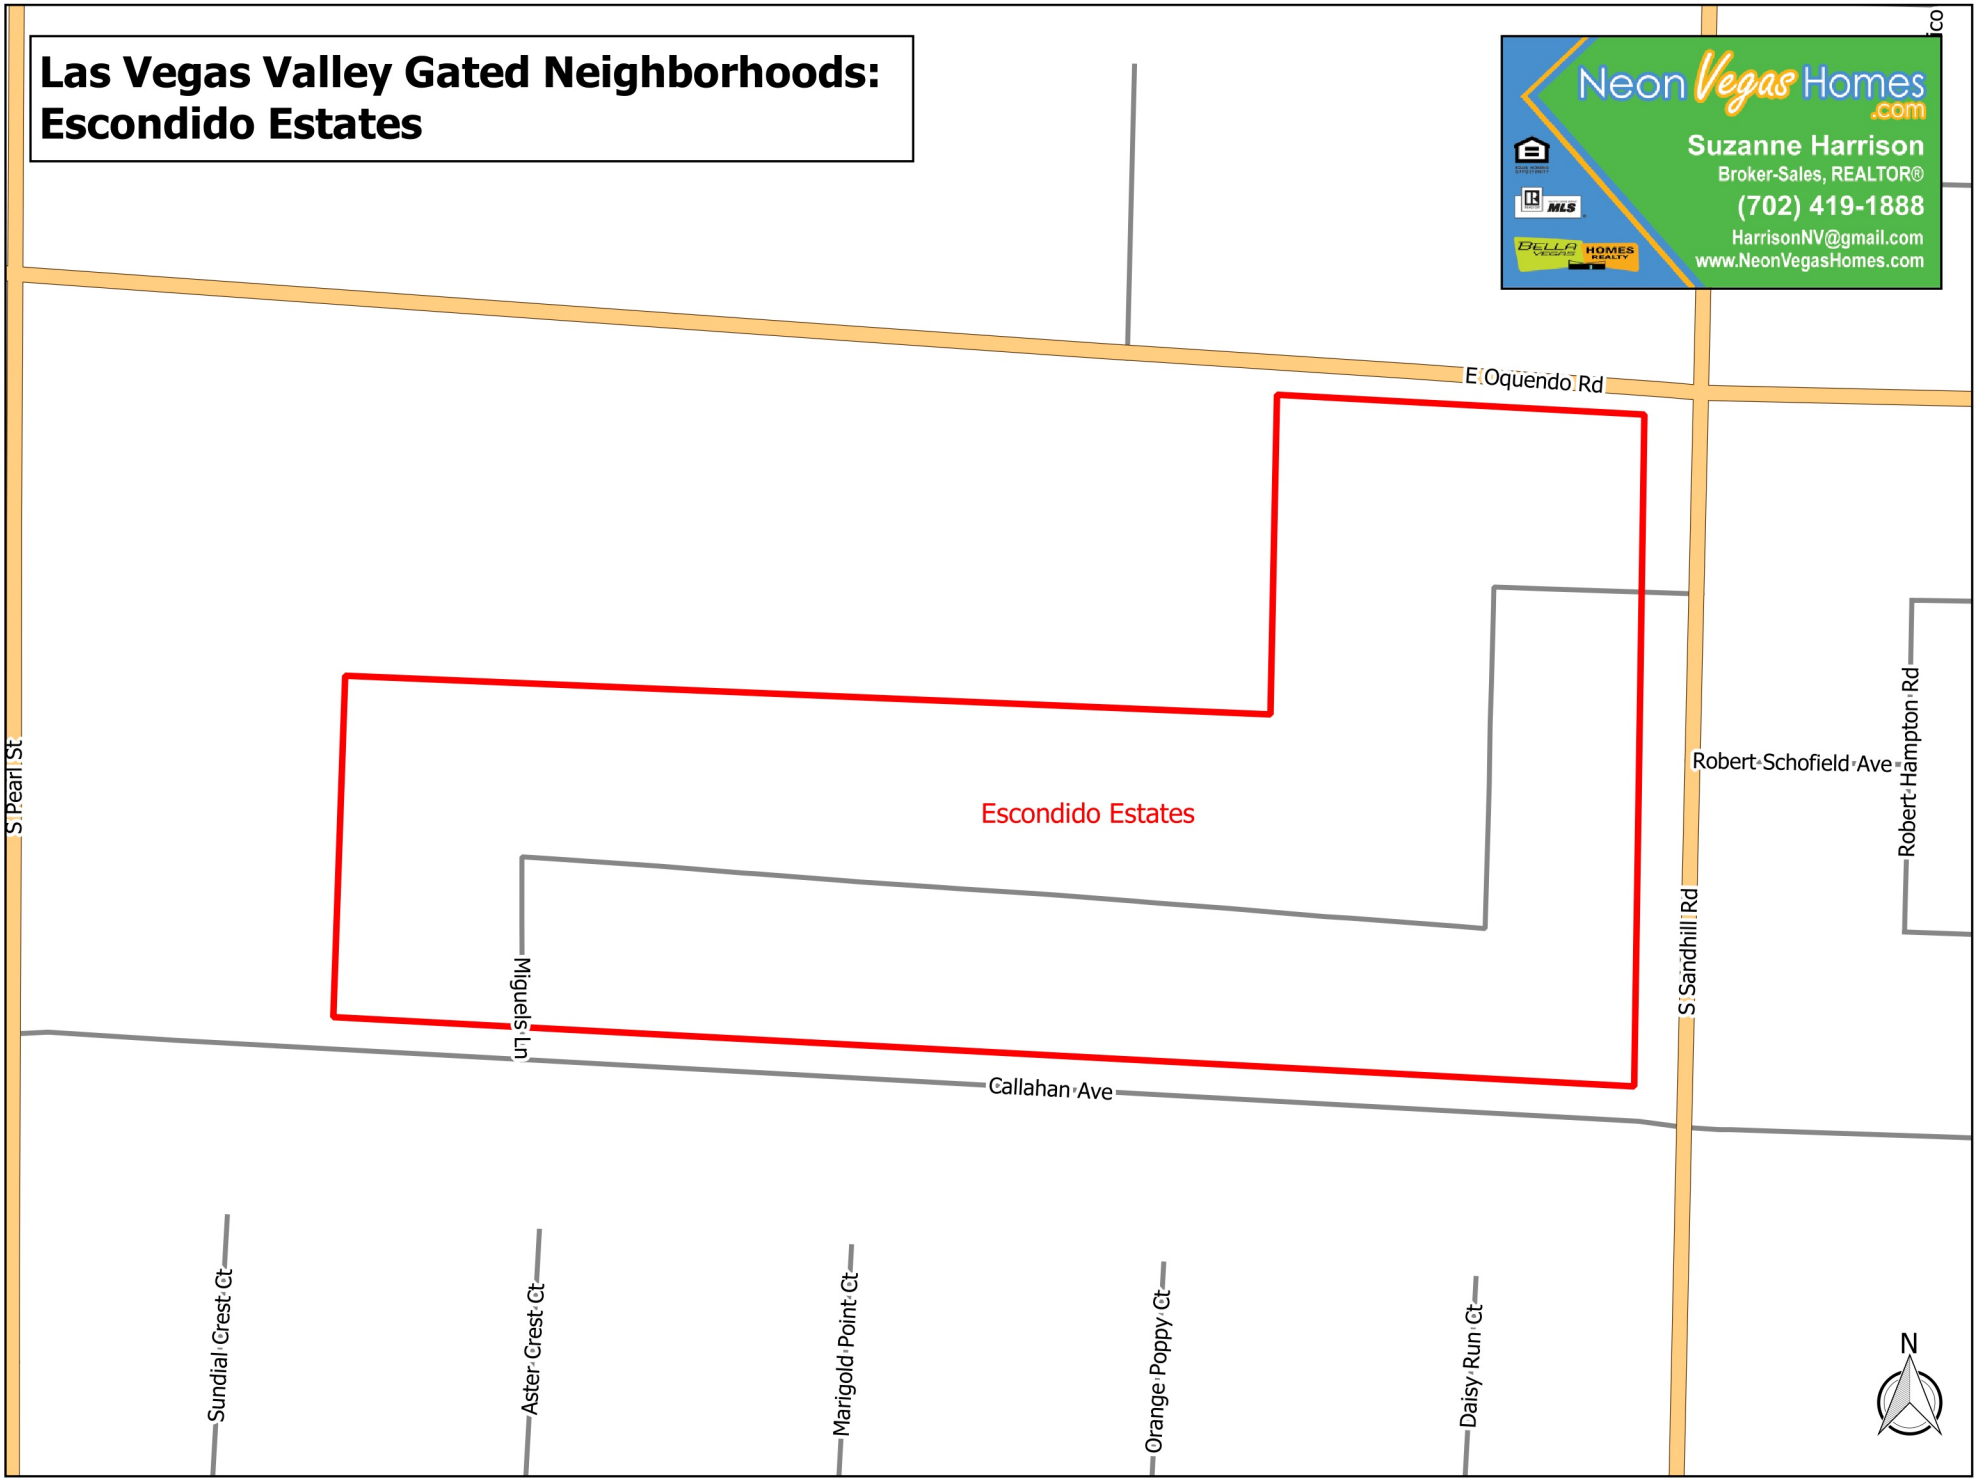 Las Vegas Valley Gated Neighborhoods:
Escondido Estates
ico
Neon Vegas Homes
.com
Suzanne Harrison
Broker-Sales, REALTOR®
(702) 419-1888
HarrisonNV@gmail.com
www.NeonVegasHomes.com
R
MLS
BELLA
VEGAS
HOMES
REALTY
E Oquendo Rd
S Pearl St
Escondido Estates
Robert Schofield Ave
Robert Hampton Rd
S Sandhill Rd
Miguels Ln
Callahan Ave
Sundial Crest Ct
Aster Crest Ct
Marigold Point Ct
Orange Poppy Ct
Daisy Run Ct
N